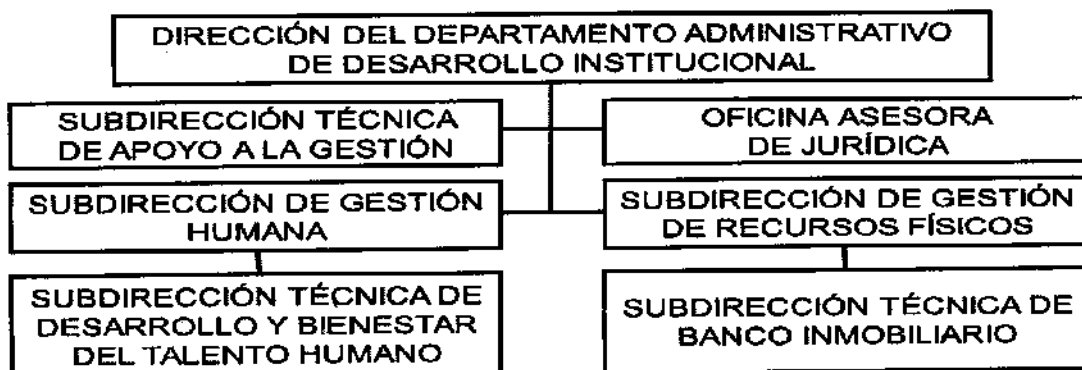 DIRECCIÓN DEL DEPARTAMENTO ADMINISTRATIVO
DE DESARROLLO INSTITUCIONAL
SUBDIRECCIÓN TÉCNICA
DE APOYO A LA GESTIÓN
OFICINA ASESORA
DE JURÍDICA
SUBDIRECCIÓN DE GESTIÓN
HUMANA
SUBDIRECCIÓN DE GESTIÓN
DE RECURSOS FÍSICOS
SUBDIRECCIÓN TÉCNICA DE
DESARROLLO Y BIENESTAR
DEL TALENTO HUMANO
SUBDIRECCIÓN TÉCNICA DE
BANCO INMOBILIARIO